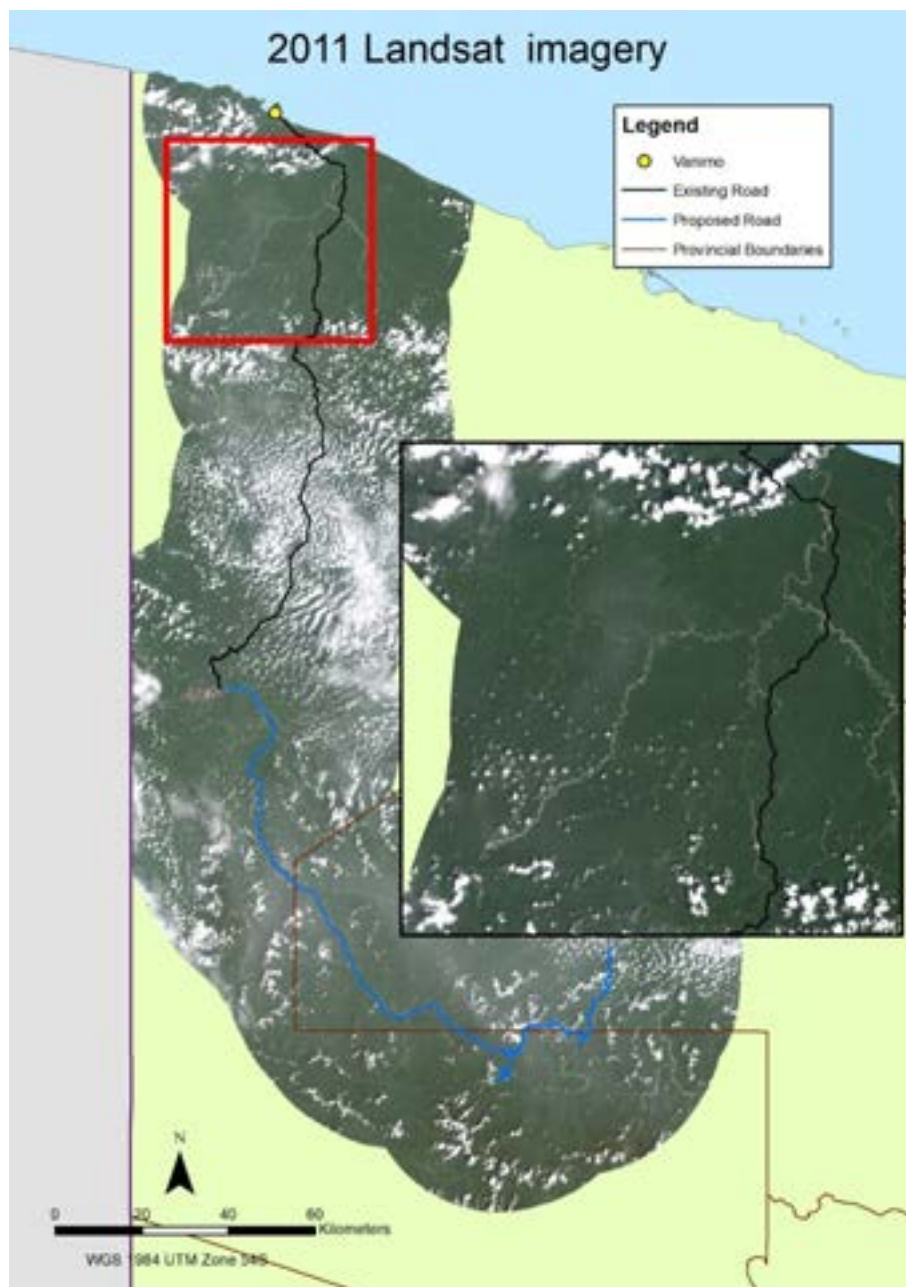 2011 Landsat imagery
Legend
Vanimo
Existing Road
Proposed Road
Provincial Boundaries
N
0 20 40 60
Kilometers
WGS 1984 UTM Zone 54S